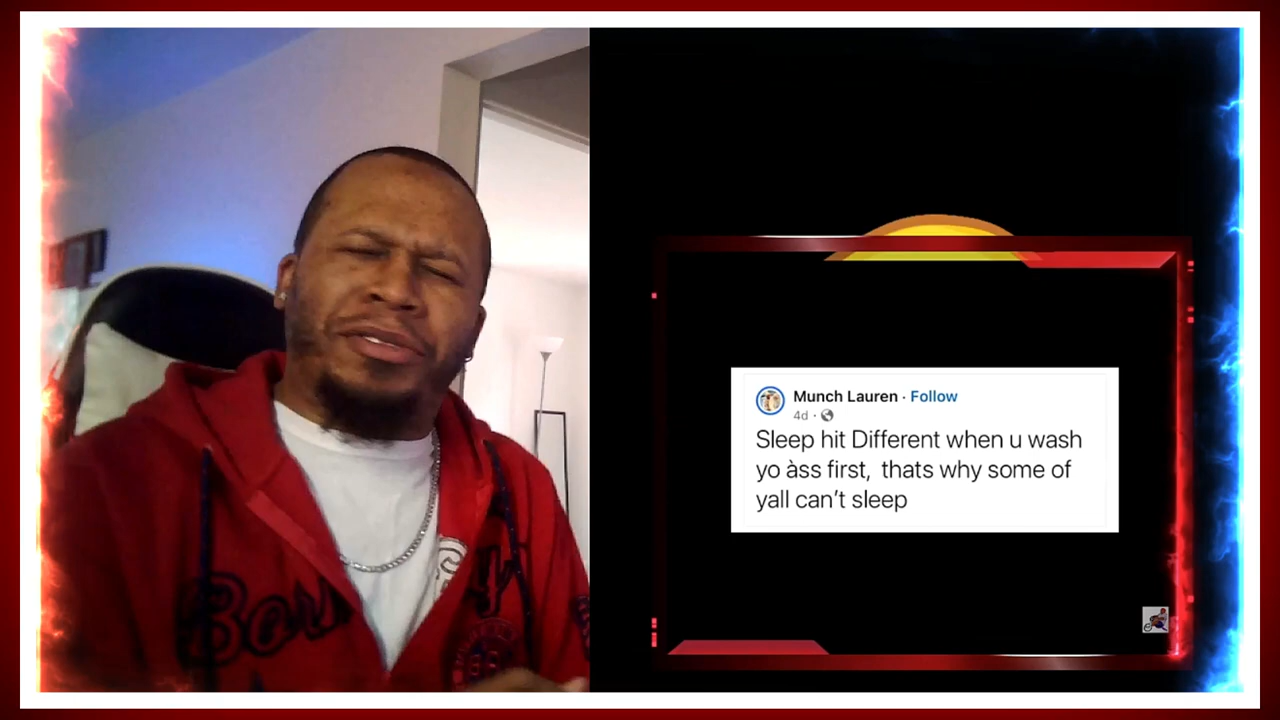 Munch Lauren · Follow
4d ·
Sleep hit Different when u wash
yo àss first, thats why some of
yall can't sleep